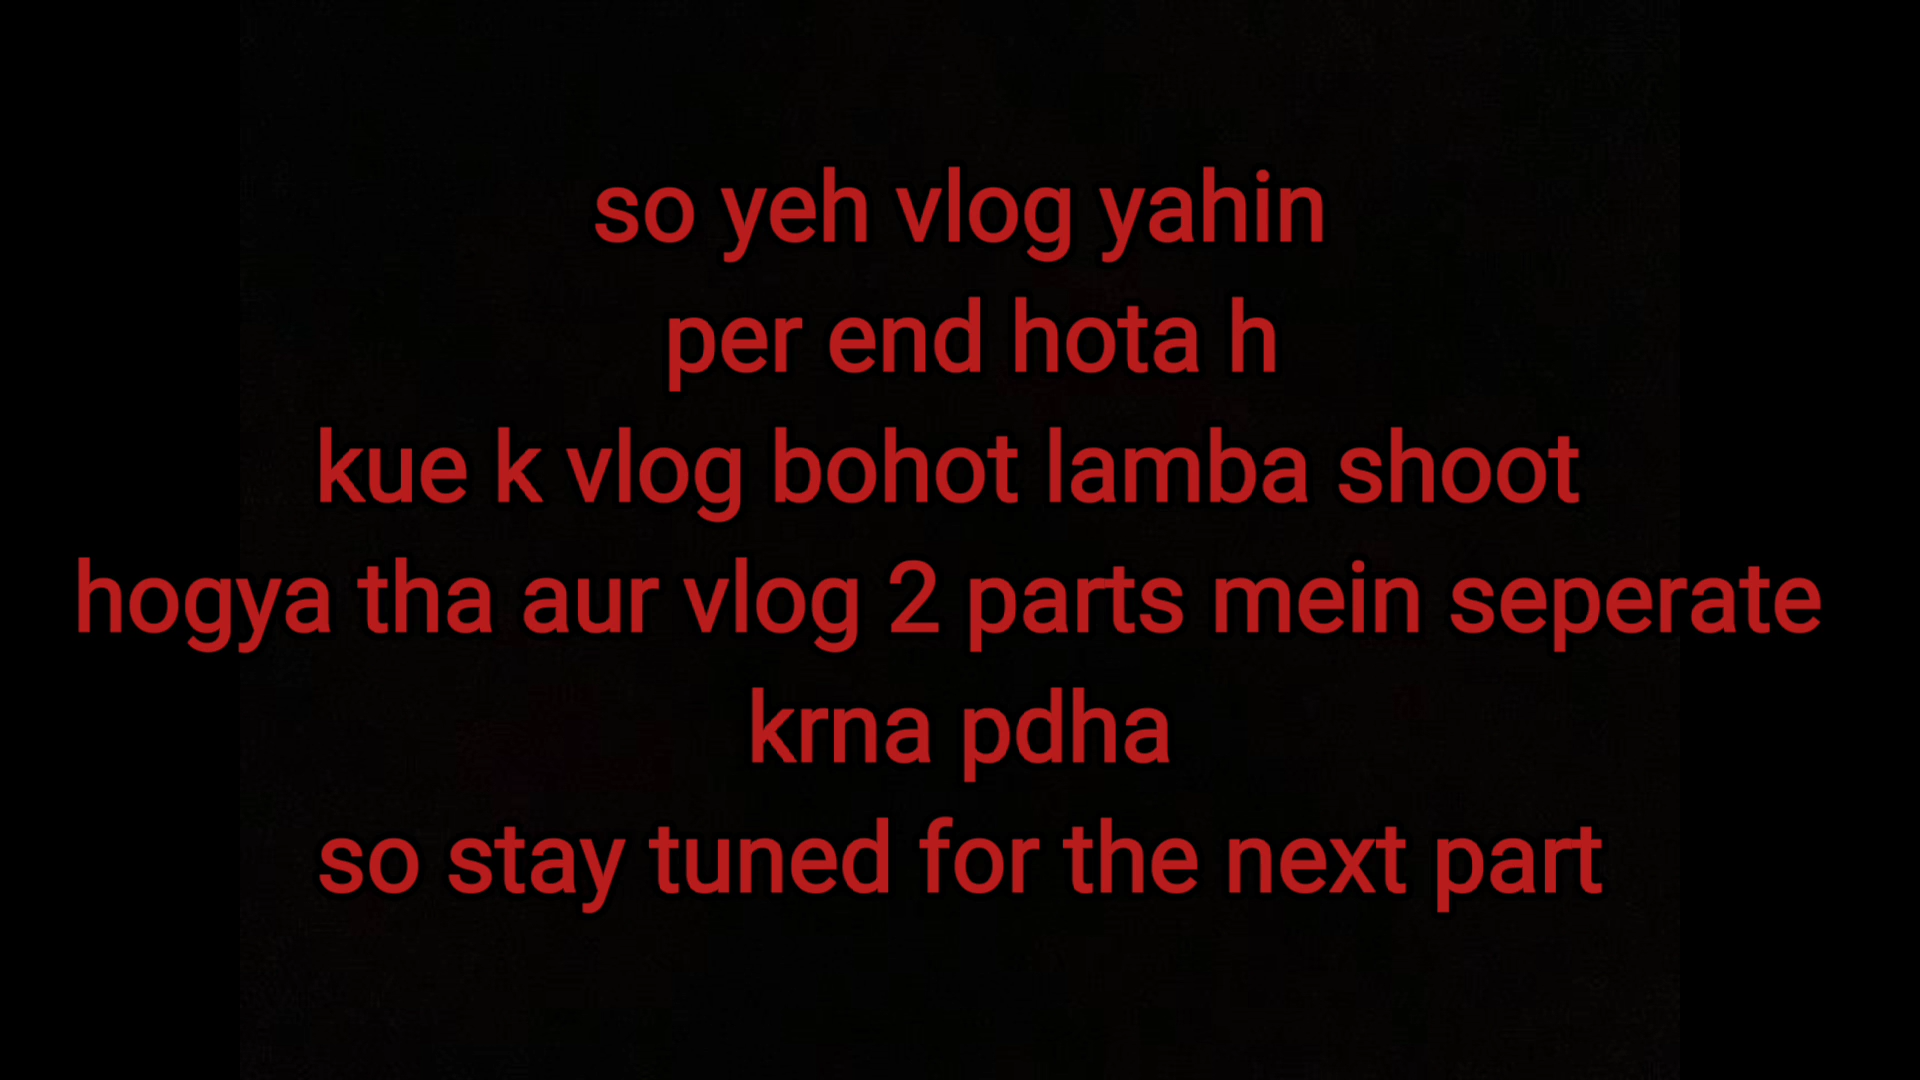 so yeh vlog yahin
per end hota h
kue k vlog bohot lamba shoot
hogya tha aur vlog 2 parts mein seperate
krna pdha
so stay tuned for the next part